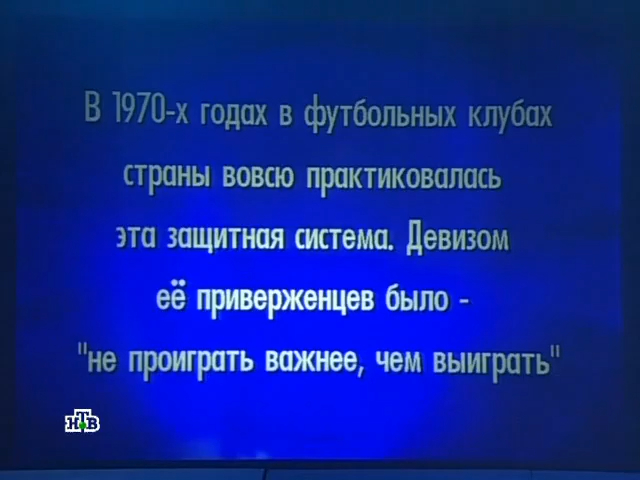 В 1970-х годах в футбольных клубах
страны вовсю практиковалась
эта защитная система. Девизом
её приверженцев было -
"не проиграть важнее, чем выиграть"
НТВ